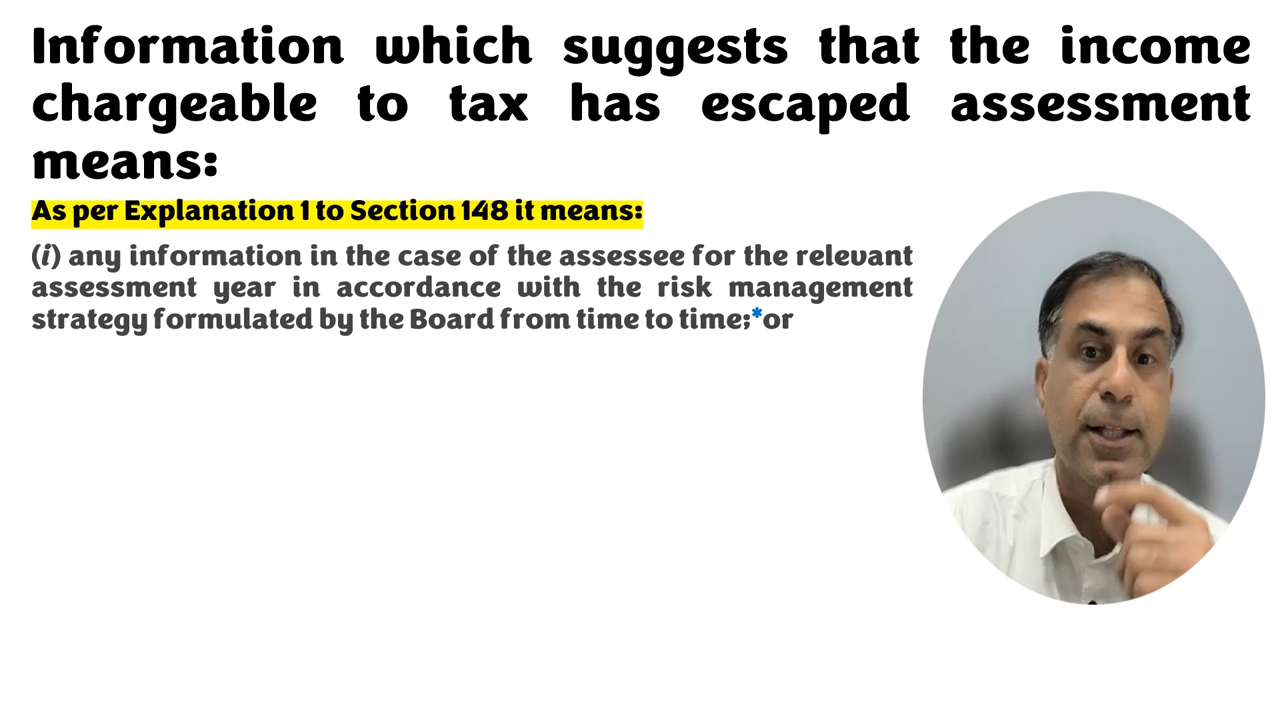 Information which suggests that the income
chargeable to tax has escaped assessment
means:
As per Explanation 1 to Section 148 it means:
(i) any information in the case of the assessee for the relevant
assessment year in accordance with the risk management
strategy formulated by the Board from time to time;*or